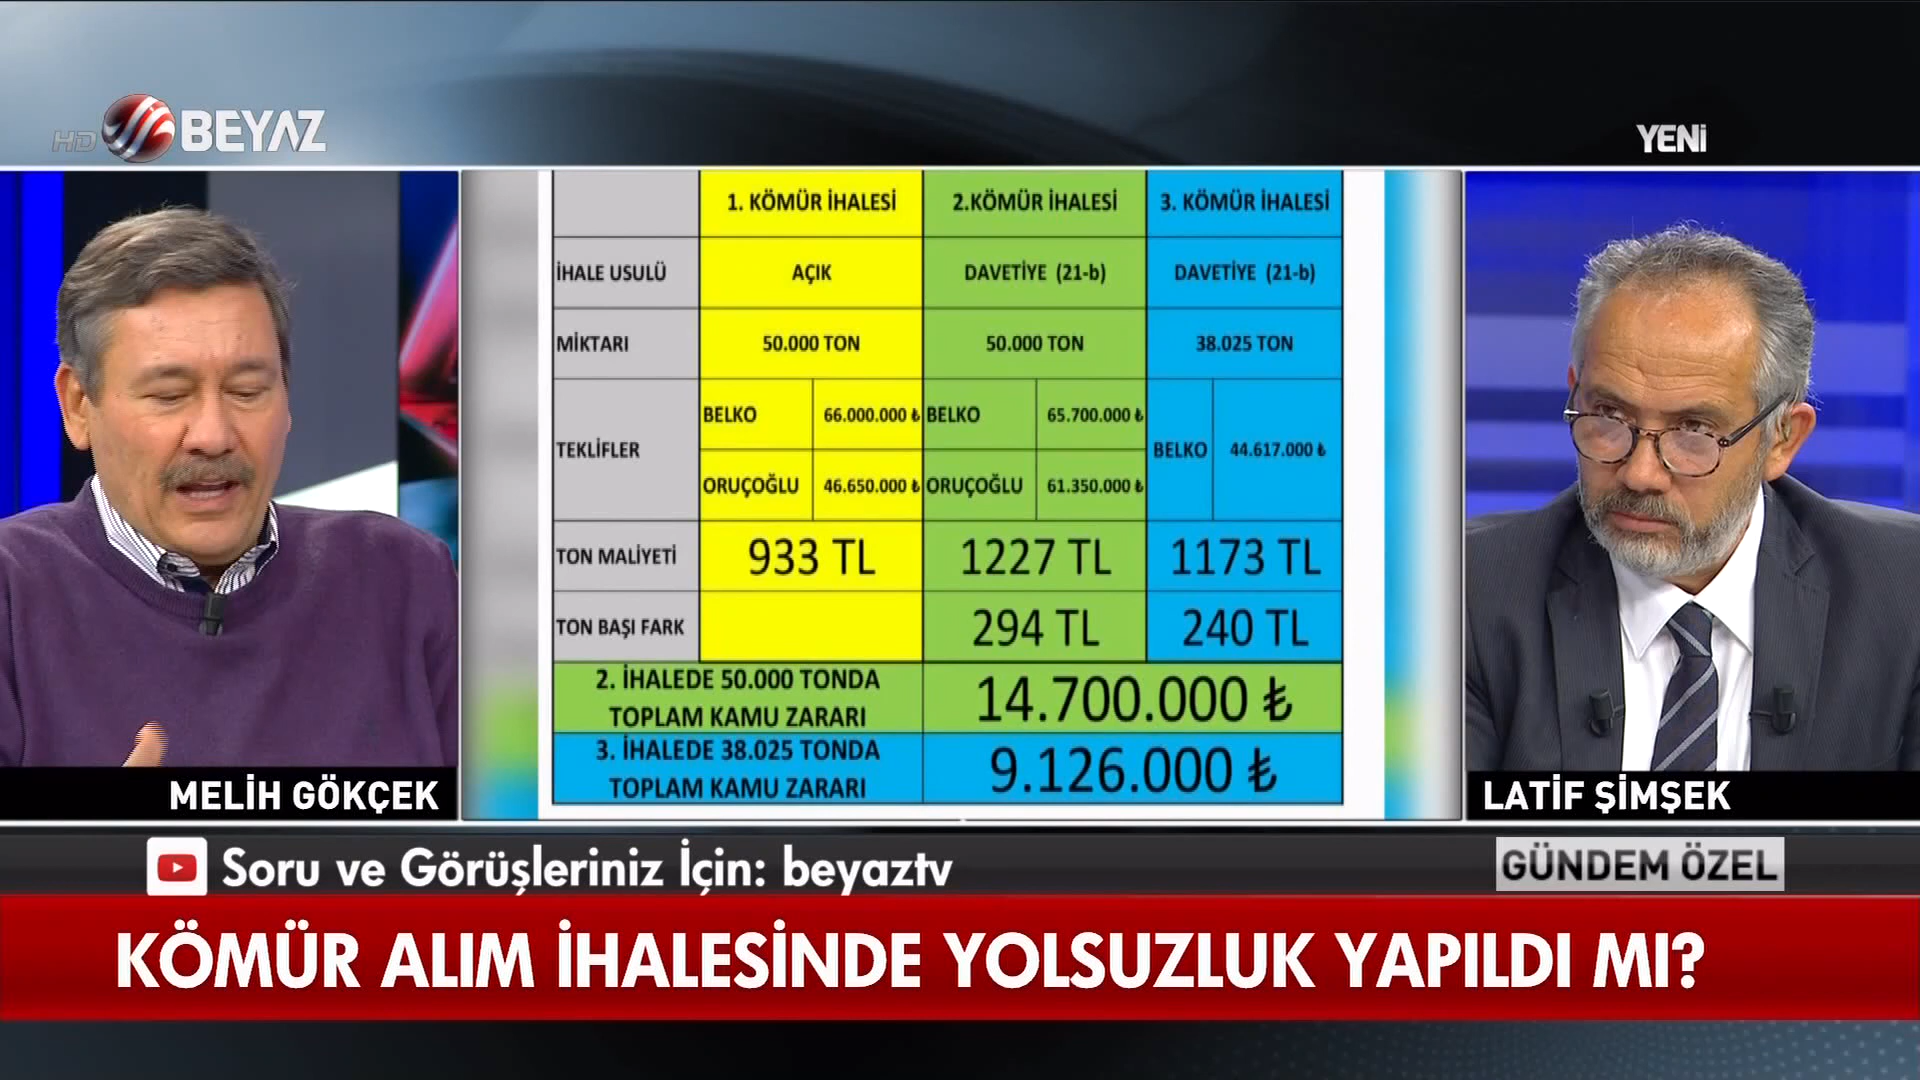 HD BEYAZ
YENİ
1. KÖMÜR İHALESİ
2.KÖMÜR İHALESİ
3. KÖMÜR İHALESİ
İHALE USULÜ
AÇIK
DAVETİYE (21-b)
DAVETİYE (21-b)
MİKTARI
50.000 TON
50.000 TON
38.025 TON
TEKLİFLER
BELKO
66.000.000 ₺
BELKO
65.700.000 ₺
BELKO
44.617.000 ₺
ORUÇOĞLU
46.650.000 ₺
ORUÇOĞLU
61.350.000 ₺
TON MALİYETİ
933 TL
1227 TL
1173 TL
TON BAŞI FARK
294 TL
240 TL
2. İHALEDE 50.000 TONDA
TOPLAM KAMU ZARARI
14.700.000 ₺
3. İHALEDE 38.025 TONDA
TOPLAM KAMU ZARARI
9.126.000 ₺
MELİH GÖKÇEK
LATİF ŞİMŞEK
Soru ve Görüşleriniz İçin: beyaztv
GÜNDEM ÖZEL
KÖMÜR ALIM İHALESİNDE YOLSUZLUK YAPILDI MI?